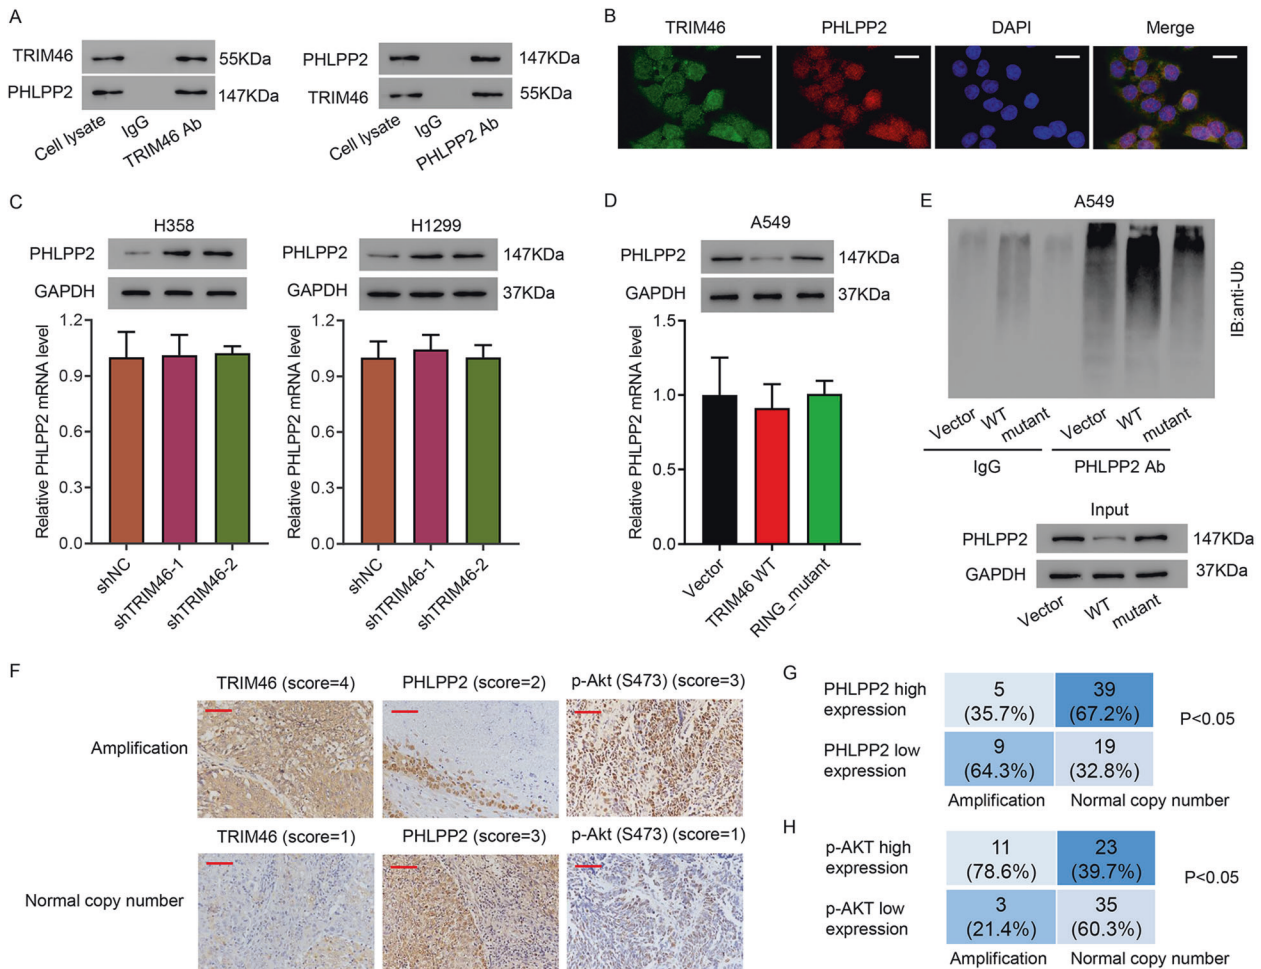 A
TRIM46
55KDa
PHLPP2
147KDa
Cell lysate
IgG
TRIM46 Ab
PHLPP2
147KDa
TRIM46
55KDa
Cell lysate
IgG
PHLPP2 Ab
B
TRIM46
PHLPP2
DAPI
Merge
C
H358
PHLPP2
GAPDH
Relative PHLPP2 mRNA level
1.2
0.9
0.6
0.3
0.0
shNC
shTRIM46-1
shTRIM46-2
H1299
PHLPP2
147KDa
GAPDH
37KDa
Relative PHLPP2 mRNA level
1.2
0.9
0.6
0.3
0.0
shNC
shTRIM46-1
shTRIM46-2
D
A549
PHLPP2
147KDa
GAPDH
37KDa
Relative PHLPP2 mRNA level
1.5
1.0
0.5
0.0
Vector
TRIM46 WT
RING_mutant
E
A549
IB:anti-Ub
Vector
WT
mutant
Vector
WT
mutant
IgG
PHLPP2 Ab
Input
PHLPP2
147KDa
GAPDH
37KDa
Vector
WT
mutant
F
TRIM46 (score=4)
PHLPP2 (score=2)
p-Akt (S473) (score=3)
Amplification
TRIM46 (score=1)
PHLPP2 (score=3)
p-Akt (S473) (score=1)
Normal copy number
G
PHLPP2 high
expression
5
(35.7%)
39
(67.2%)
P<0.05
PHLPP2 low
expression
9
(64.3%)
19
(32.8%)
Amplification
Normal copy number
H
p-AKT high
expression
11
(78.6%)
23
(39.7%)
P<0.05
p-AKT low
expression
3
(21.4%)
35
(60.3%)
Amplification
Normal copy number